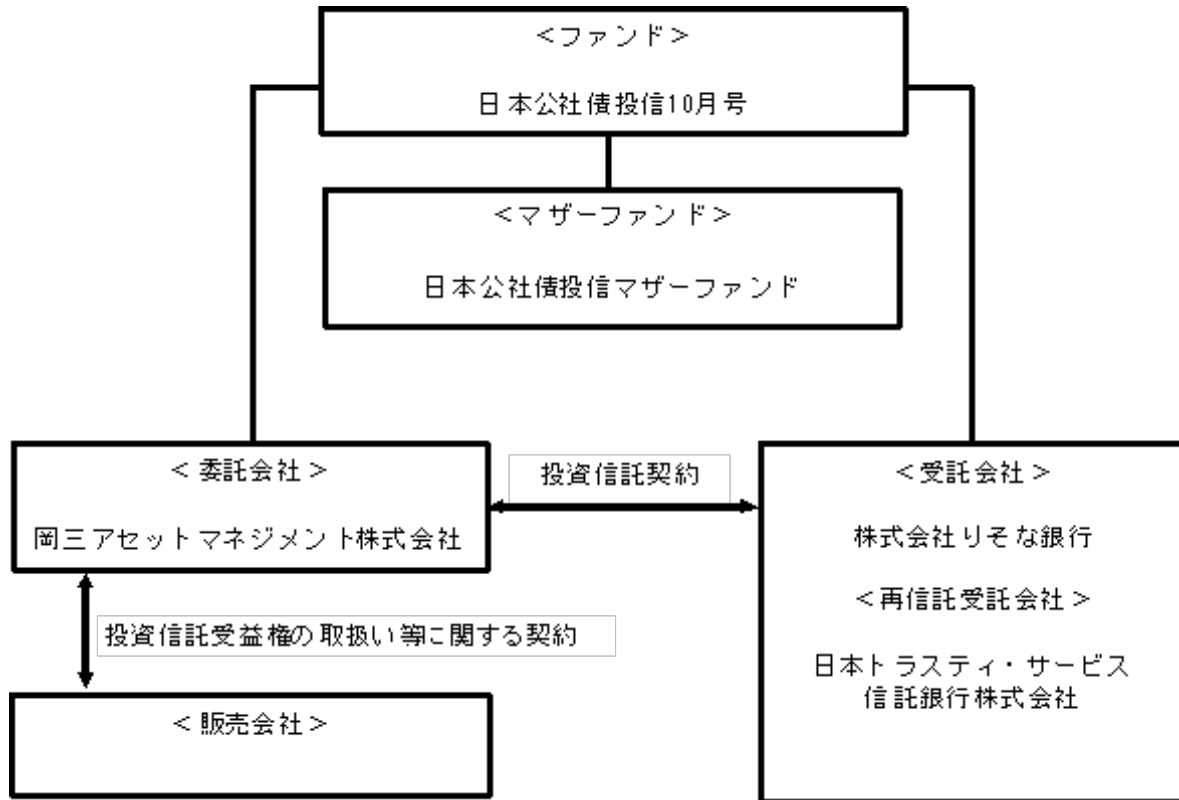 ＜ファンド＞
日本公社債投信10月号
＜マザーファンド＞
日本公社債投信マザーファンド
＜委託会社＞
岡三アセットマネジメント株式会社
投資信託契約
＜受託会社＞
株式会社りそな銀行
＜再信託受託会社＞
日本トラスティ・サービス
信託銀行株式会社
投資信託受益権の取扱い等に関する契約
＜販売会社＞